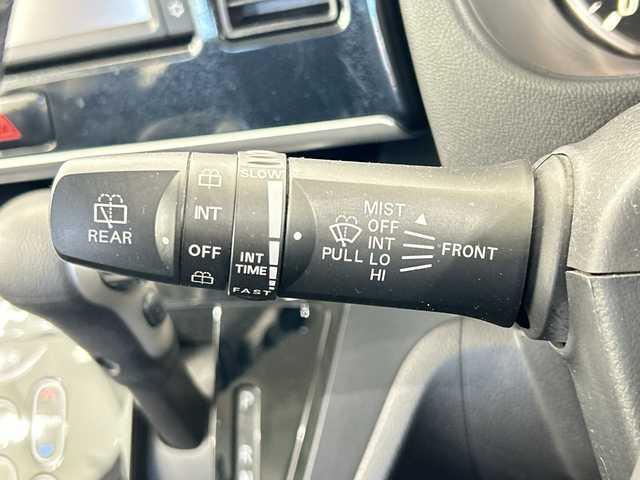 REAR
INT
OFF
SLOW
INT
TIME
FAST
PULL
MIST
OFF
INT
LO
HI
FRONT